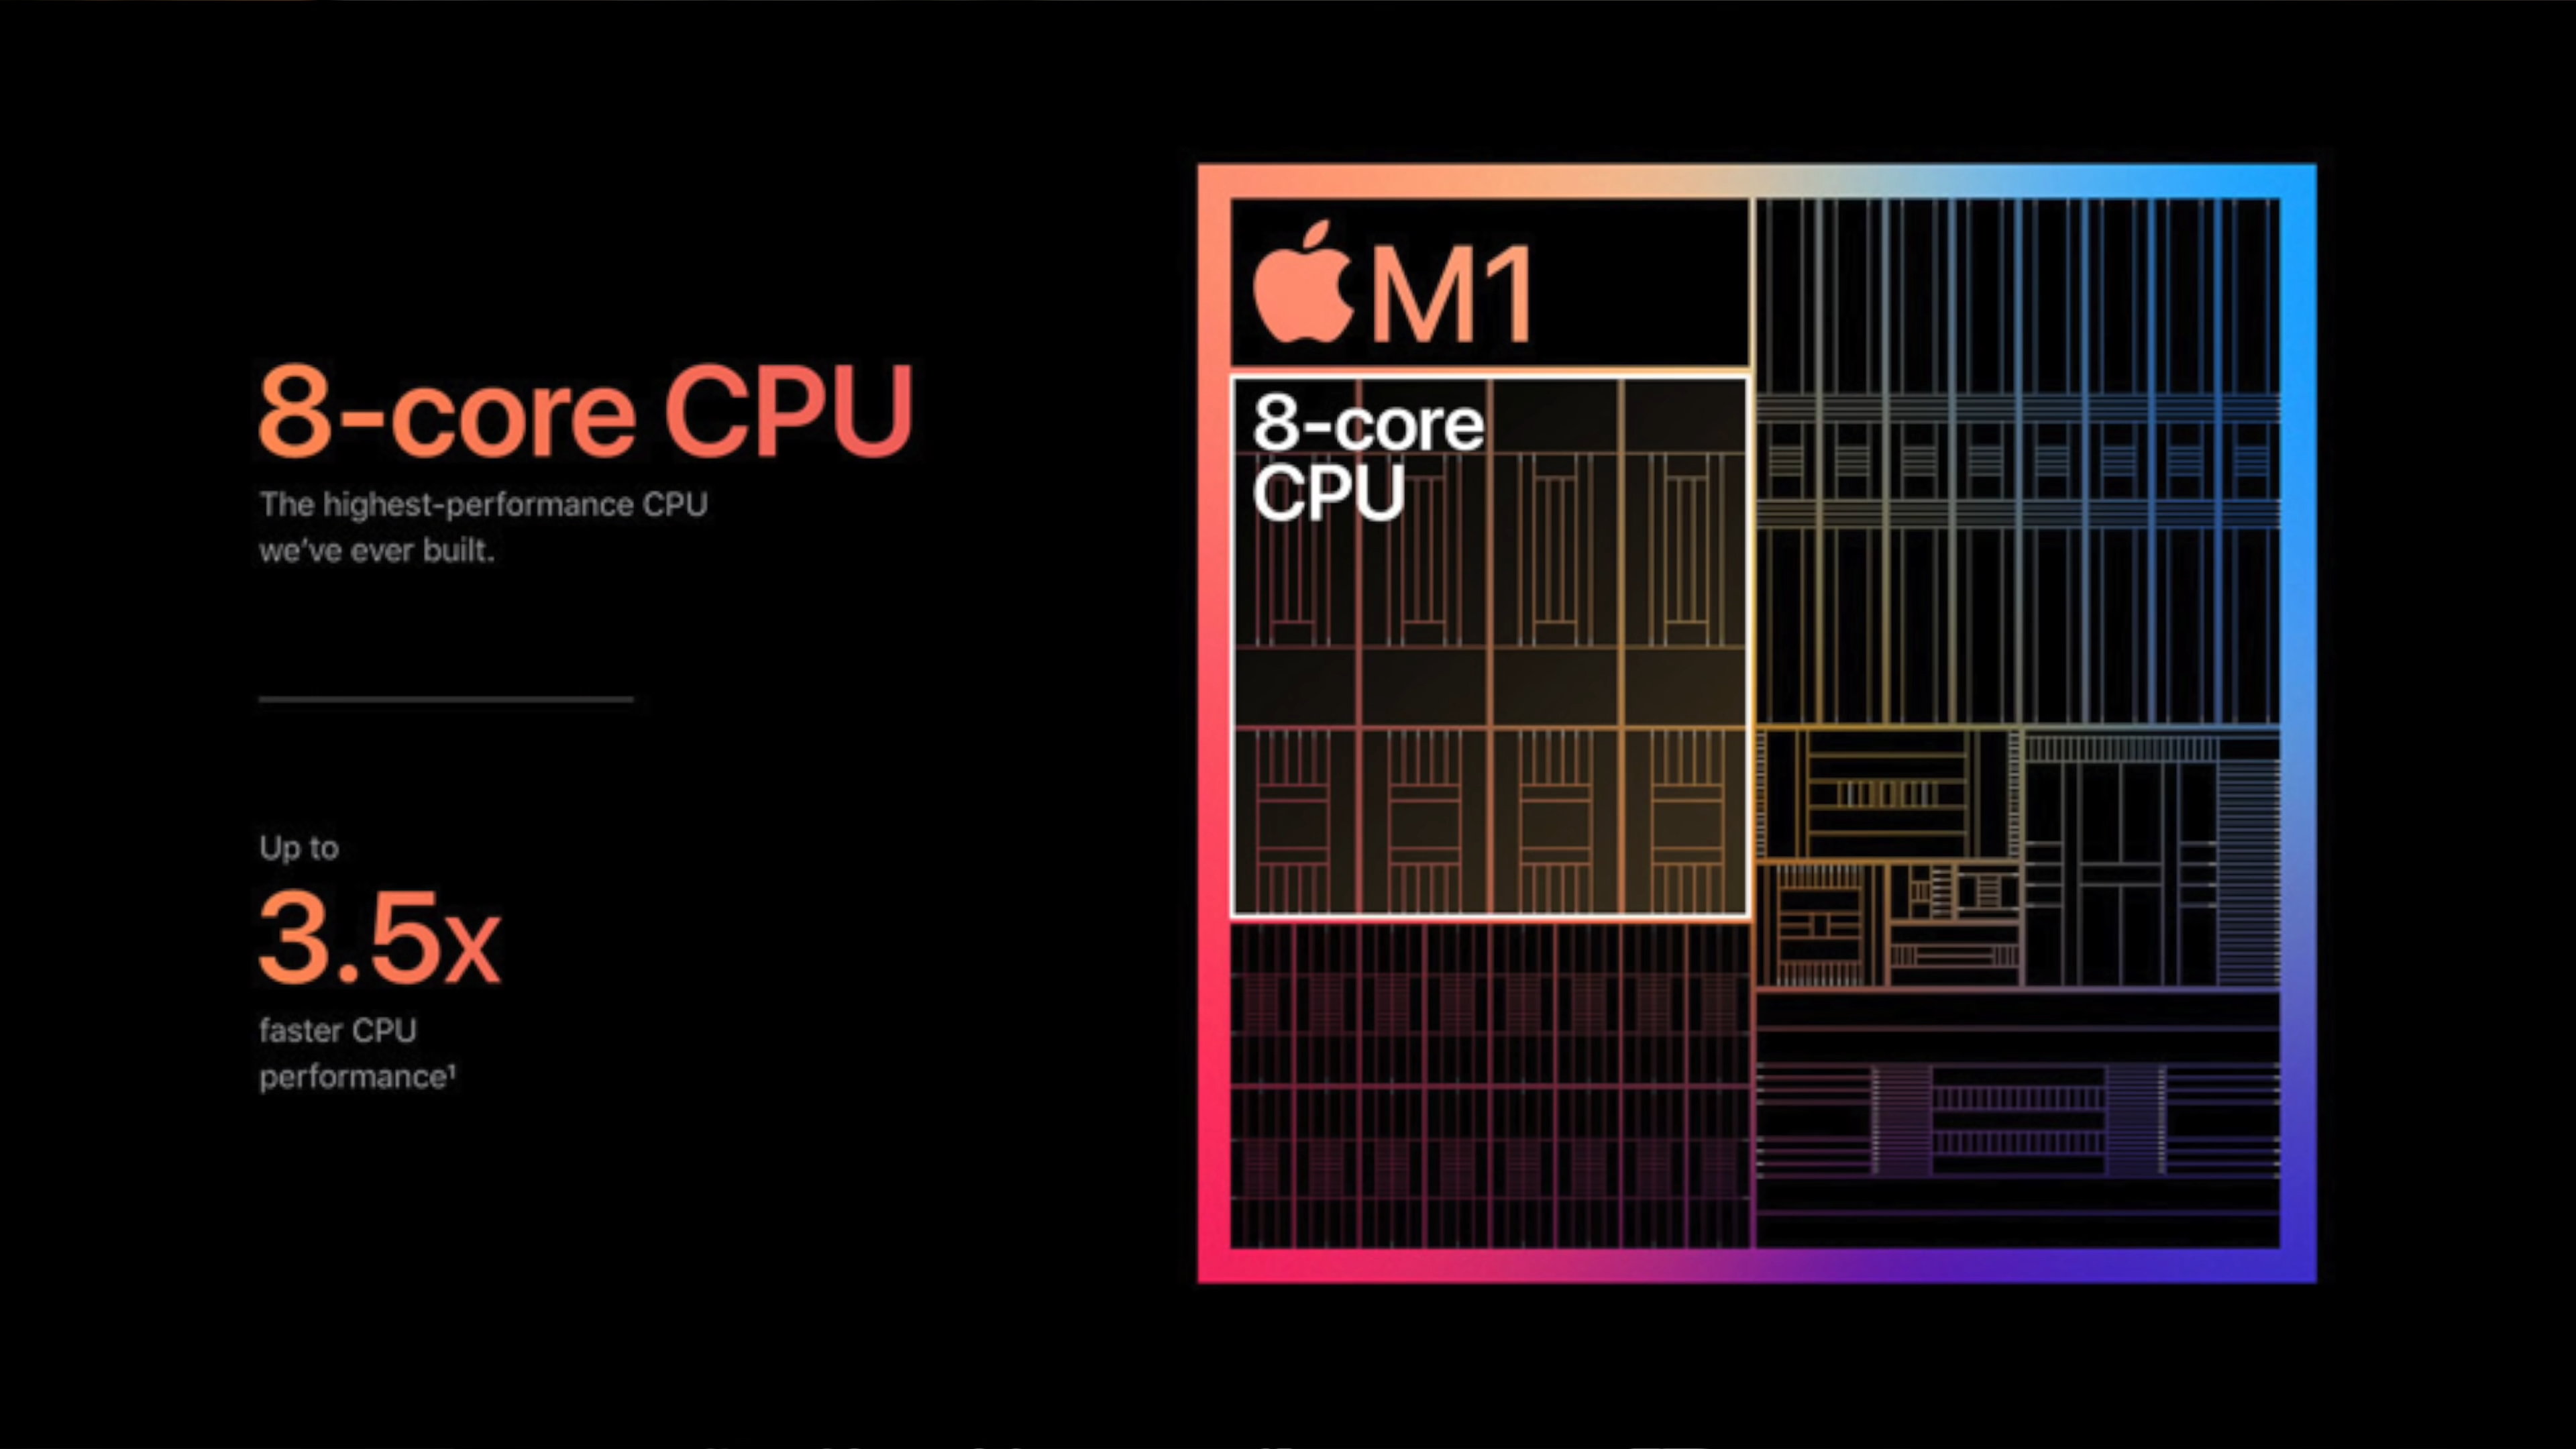 8-core CPU
The highest-performance CPU
we've ever built.
Up to
3.5x
faster CPU
performance¹
M1
8-core
CPU